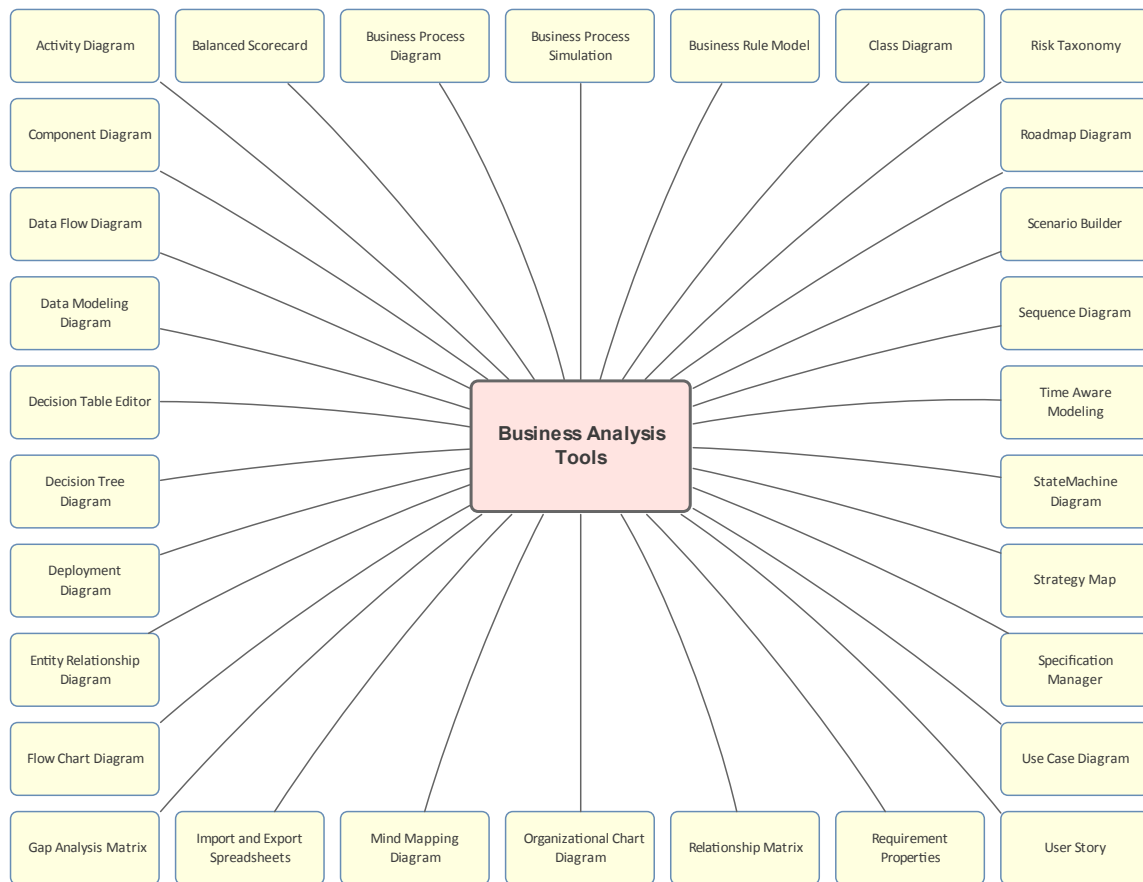 Activity Diagram
Balanced Scorecard
Business Process
Diagram
Business Process
Simulation
Business Rule Model
Class Diagram
Risk Taxonomy
Component Diagram
Roadmap Diagram
Data Flow Diagram
Scenario Builder
Data Modeling
Diagram
Sequence Diagram
Decision Table Editor
Business Analysis
Tools
Time Aware
Modeling
Decision Tree
Diagram
StateMachine
Diagram
Deployment
Diagram
Strategy Map
Entity Relationship
Diagram
Specification
Manager
Flow Chart Diagram
Use Case Diagram
Gap Analysis Matrix
Import and Export
Spreadsheets
Mind Mapping
Diagram
Organizational Chart
Diagram
Relationship Matrix
Requirement
Properties
User Story